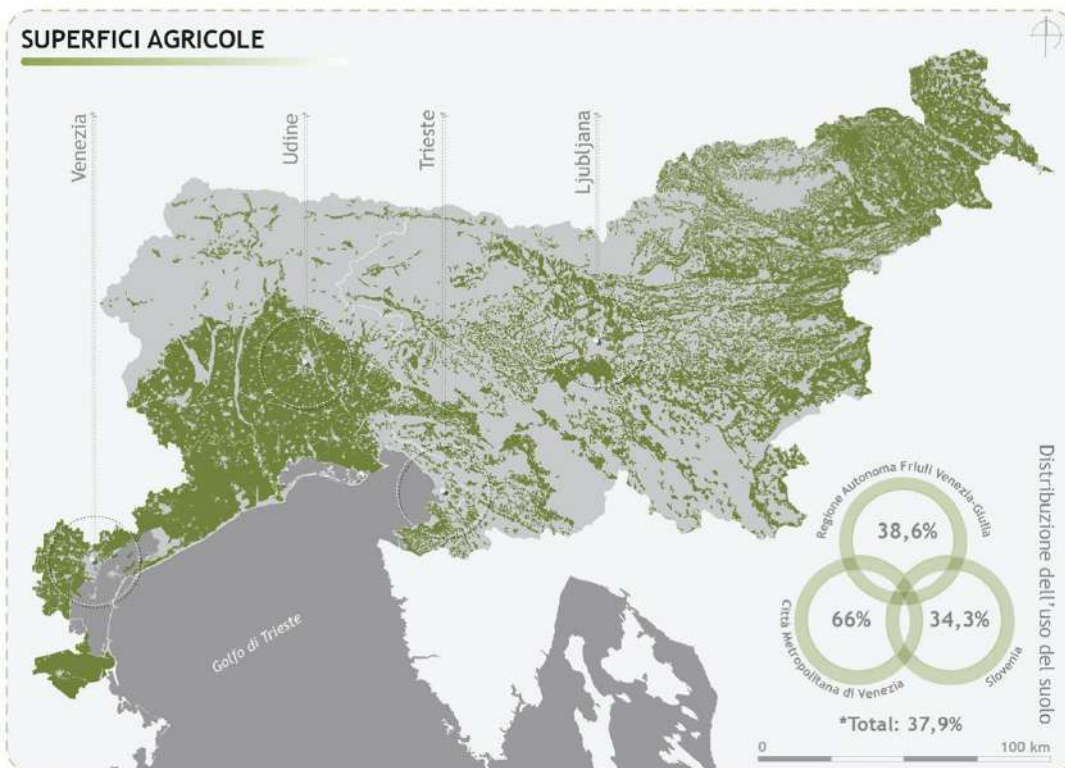 SUPERFICI AGRICOLE
Venezia
Udine
Trieste
Ljubljana
Golfo di Trieste
Regione Autonoma Friuli Venezia-Giulia
38,6%
66%
34,3%
Città Metropolitana di Venezia
Slovenia
*Total: 37,9%
Distribuzione dell'uso del suolo
0
100 km